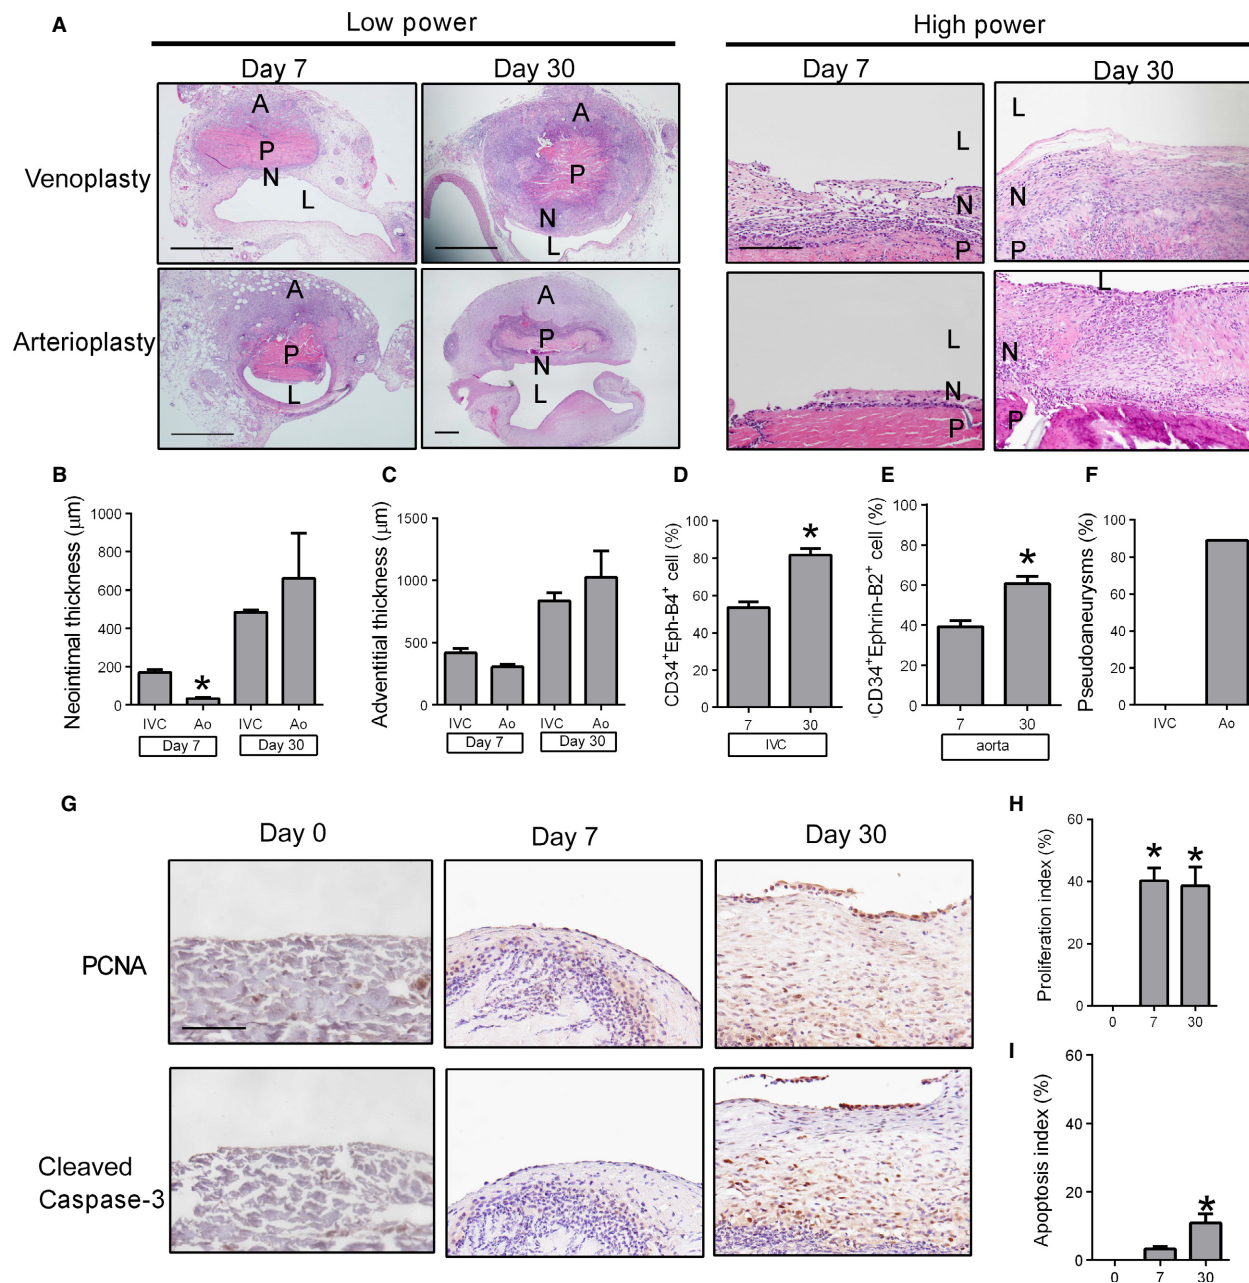 A
Low power
High power
Day 7
Day 30
Day 7
Day 30
Venoplasty
A
P
N
L
A
P
N
L
L
N
P
L
N
P
Arterioplasty
A
P
L
A
P
N
L
L
N
P
L
N
P
B
Neointimal thickness (μm)
1000
800
600
400
200
0
*
IVC
Ao
IVC
Ao
Day 7
Day 30
C
Adventitial thickness (μm)
1500
1000
500
0
IVC
Ao
IVC
Ao
Day 7
Day 30
D
CD34+Eph-B4+ cell (%)
100
80
60
40
20
0
*
7
30
IVC
E
CD34+Ephrin-B2+ cell (%)
100
80
60
40
20
0
*
7
30
aorta
F
Pseudoaneurysms (%)
100
80
60
40
20
0
IVC
Ao
G
Day 0
Day 7
Day 30
PCNA
Cleaved
Caspase-3
H
Proliferation index (%)
60
40
20
0
*
*
0
7
30
I
Apoptosis index (%)
60
40
20
0
*
0
7
30